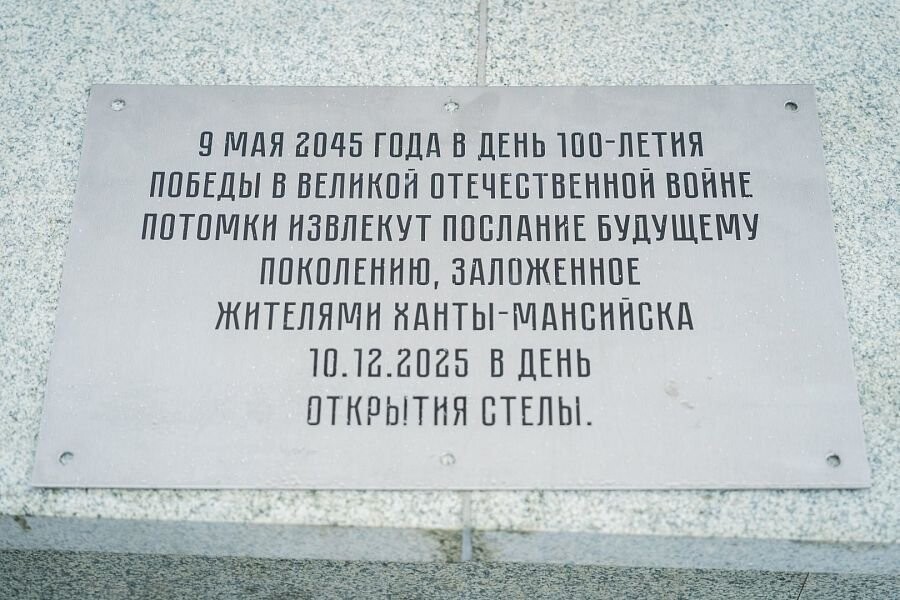 9 МАЯ 2045 ГОДА В ДЕНЬ 100-ЛЕТИЯ
ПОБЕДЫ В ВЕЛИКОЙ ОТЕЧЕСТВЕННОЙ ВОЙНЕ
ПОТОМКИ ИЗВЛЕКУТ ПОСЛАНИЕ БУДУЩЕМУ
ПОКОЛЕНИЮ, ЗАЛОЖЕННОЕ
ЖИТЕЛЯМИ ХАНТЫ-МАНСИЙСКА
10.12.2025 В ДЕНЬ
ОТКРЫТИЯ СТЕЛЫ.